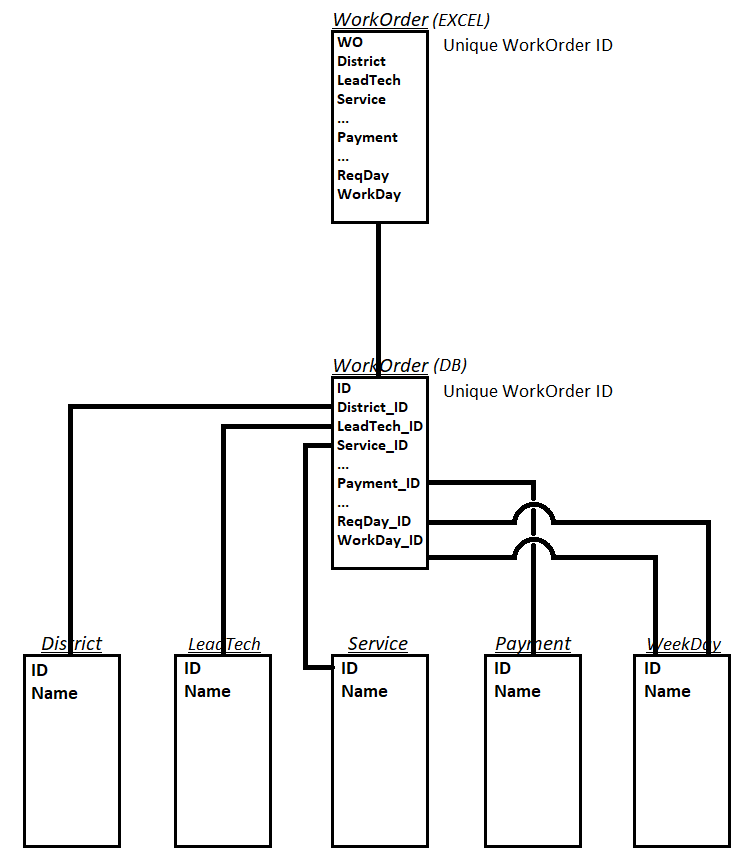 WorkOrder (EXCEL)
WO
Unique WorkOrder ID
District
LeadTech
Service
...
Payment
...
ReqDay
WorkDay
WorkOrder (DB)
ID
Unique WorkOrder ID
District_ID
LeadTech_ID
Service_ID
...
Payment_ID
...
ReqDay_ID
WorkDay_ID
District
ID
Name
LeadTech
ID
Name
Service
ID
Name
Payment
ID
Name
WeekDay
ID
Name